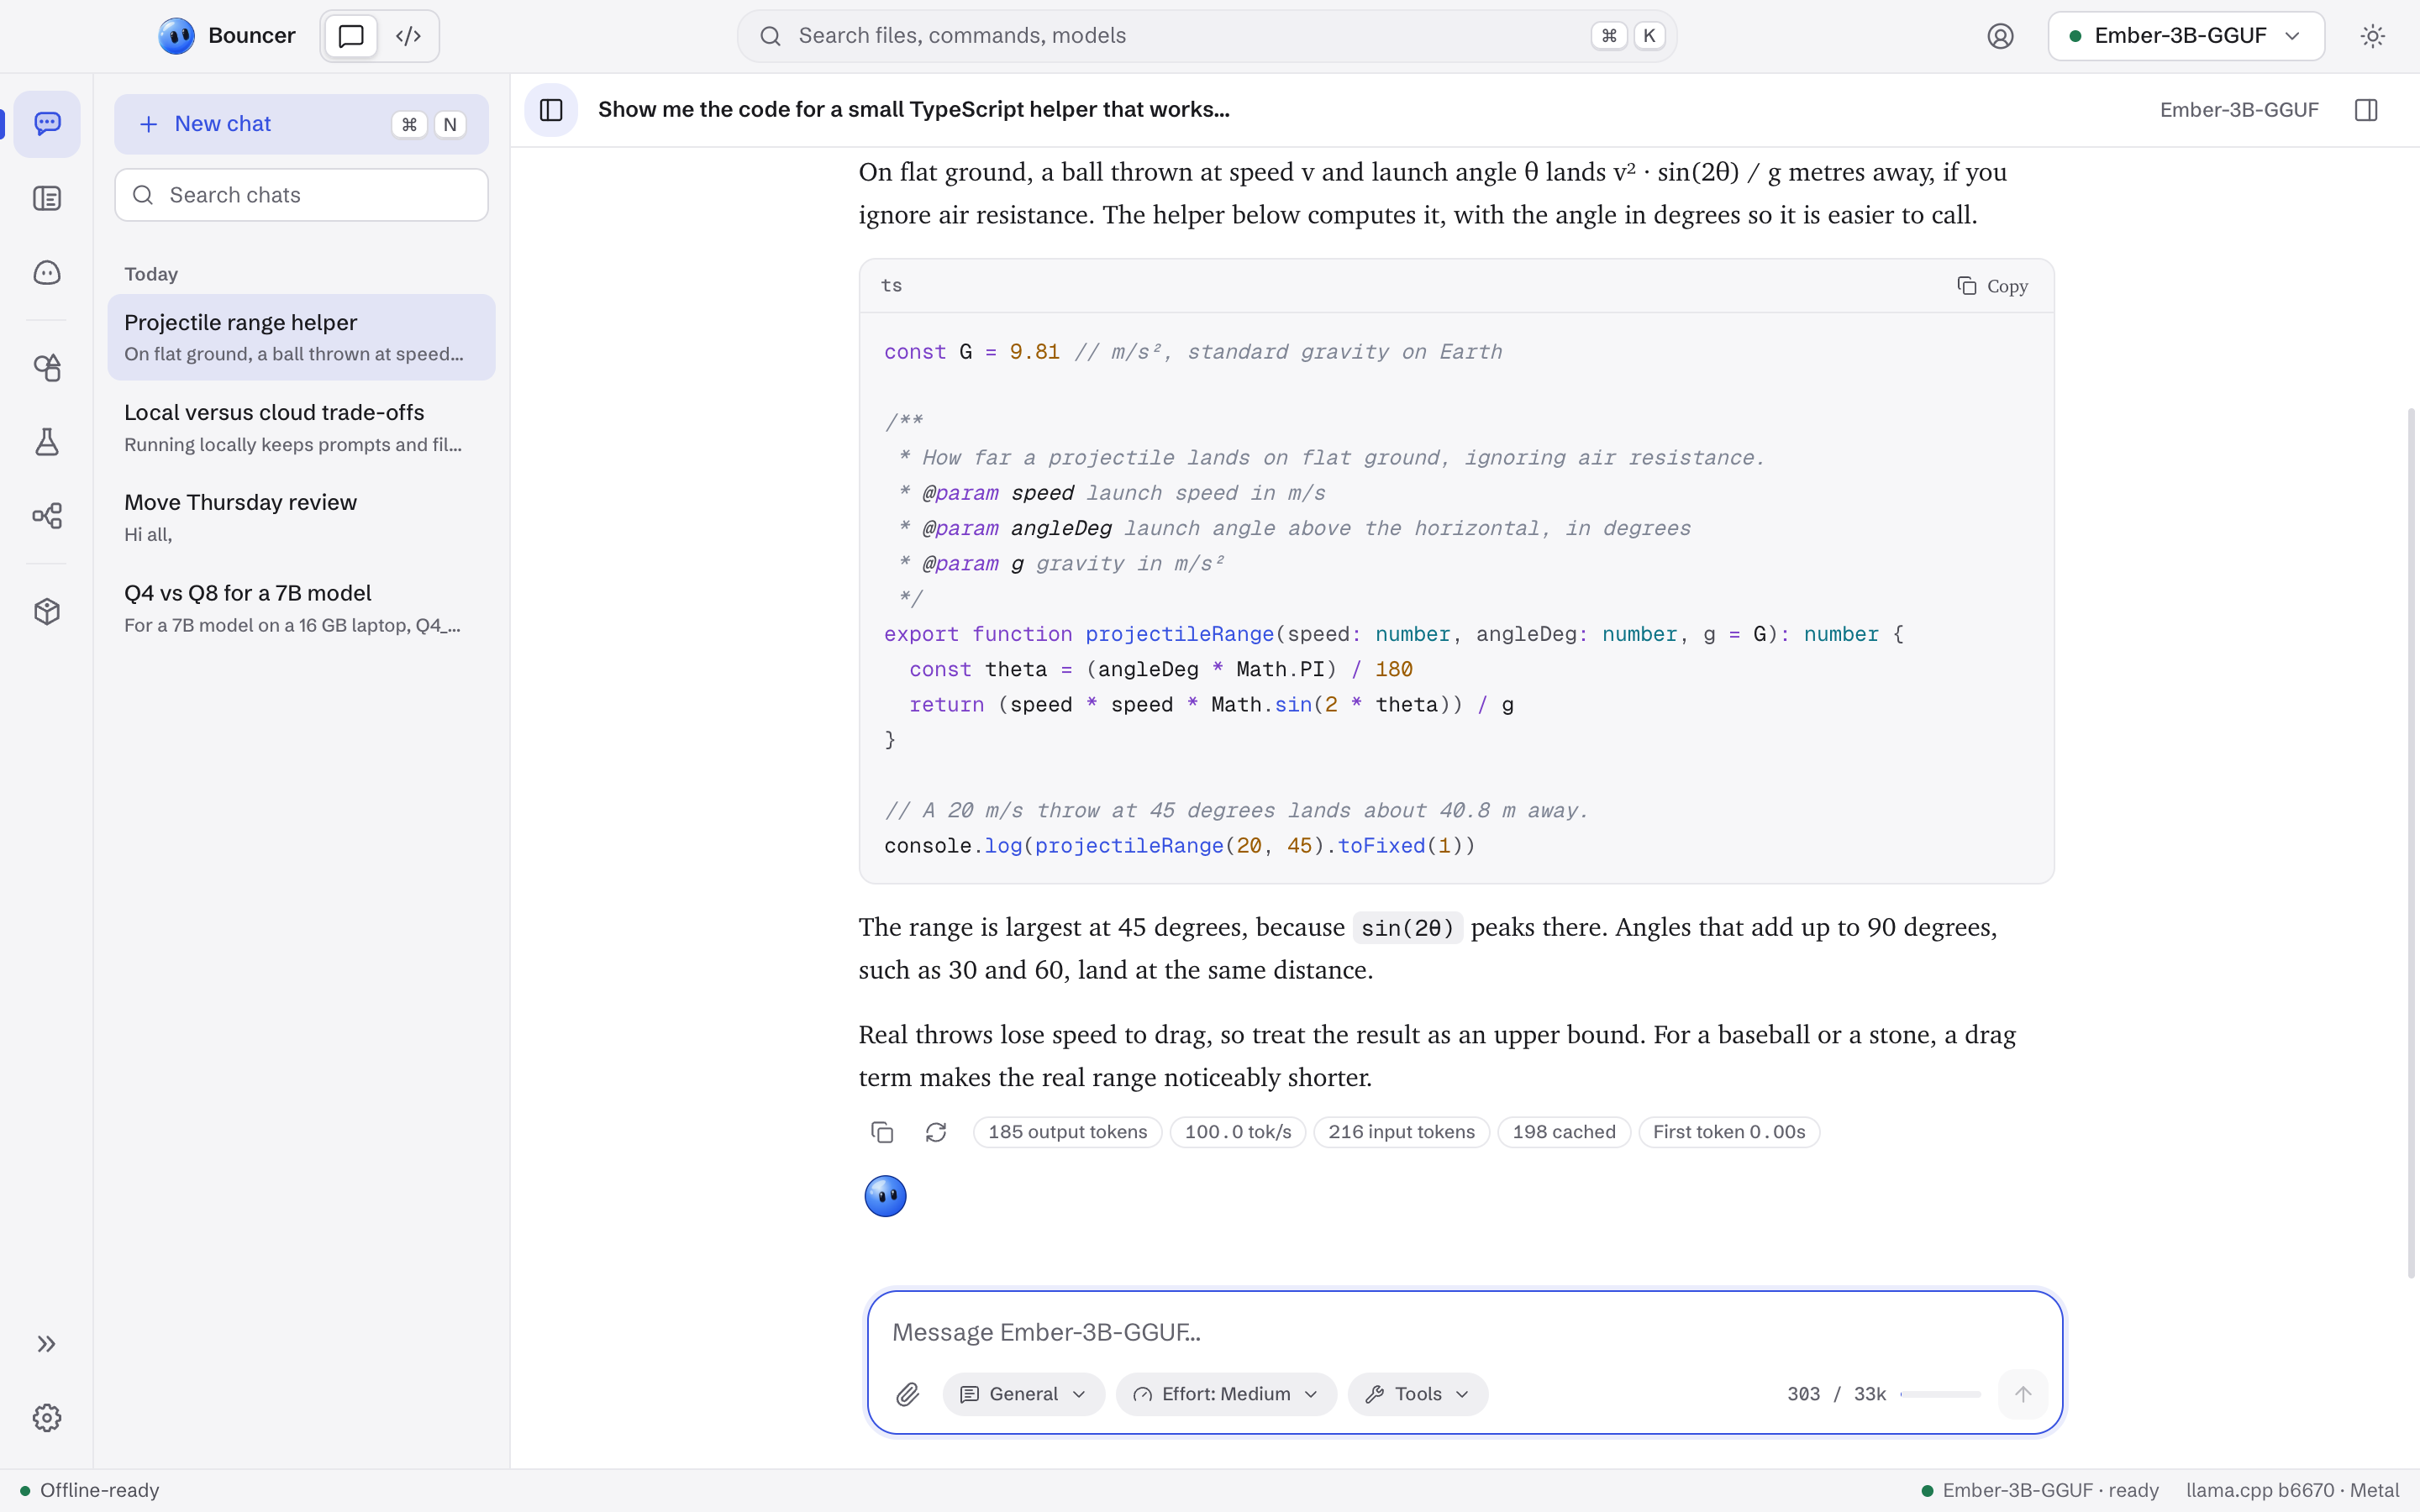 Bouncer
Search files, commands, models
⌘ K
Ember-3B-GGUF
New chat
⌘ N
Search chats
Today
Projectile range helper
On flat ground, a ball thrown at speed...
Local versus cloud trade-offs
Running locally keeps prompts and fil...
Move Thursday review
Hi all,
Q4 vs Q8 for a 7B model
For a 7B model on a 16 GB laptop, Q4_...
Show me the code for a small TypeScript helper that works...
Ember-3B-GGUF
On flat ground, a ball thrown at speed v and launch angle θ lands v² · sin(2θ) / g metres away, if you
ignore air resistance. The helper below computes it, with the angle in degrees so it is easier to call.
ts
Copy
const G = 9.81 // m/s², standard gravity on Earth
/**
 * How far a projectile lands on flat ground, ignoring air resistance.
 * @param speed launch speed in m/s
 * @param angleDeg launch angle above the horizontal, in degrees
 * @param g gravity in m/s²
 */
export function projectileRange(speed: number, angleDeg: number, g = G): number {
  const theta = (angleDeg * Math.PI) / 180
  return (speed * speed * Math.sin(2 * theta)) / g
}
// A 20 m/s throw at 45 degrees lands about 40.8 m away.
console.log(projectileRange(20, 45).toFixed(1))
The range is largest at 45 degrees, because sin(2θ) peaks there. Angles that add up to 90 degrees,
such as 30 and 60, land at the same distance.
Real throws lose speed to drag, so treat the result as an upper bound. For a baseball or a stone, a drag
term makes the real range noticeably shorter.
185 output tokens
100.0 tok/s
216 input tokens
198 cached
First token 0.00s
Message Ember-3B-GGUF...
General
Effort: Medium
Tools
303 / 33k
Offline-ready
Ember-3B-GGUF · ready
llama.cpp b6670 · Metal